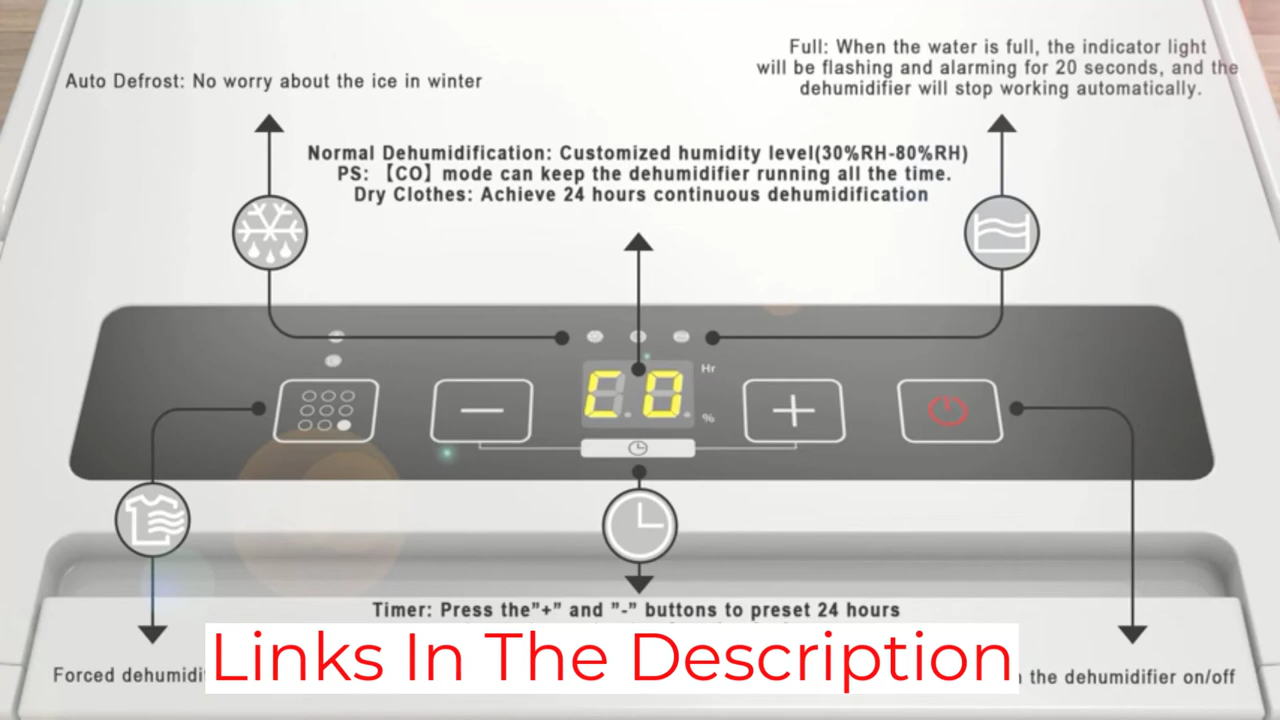 Auto Defrost: No worry about the ice in winter
Full: When the water is full, the indicator light
will be flashing and alarming for 20 seconds, and the
dehumidifier will stop working automatically.
Normal Dehumidification: Customized humidity level(30%RH-80%RH)
PS: 【CO】 mode can keep the dehumidifier running all the time.
Dry Clothes: Achieve 24 hours continuous dehumidification
Hr
C0
%
Timer: Press the"+" and "-" buttons to preset 24 hours
Links In The Description
Forced
the dehumidifier on/off